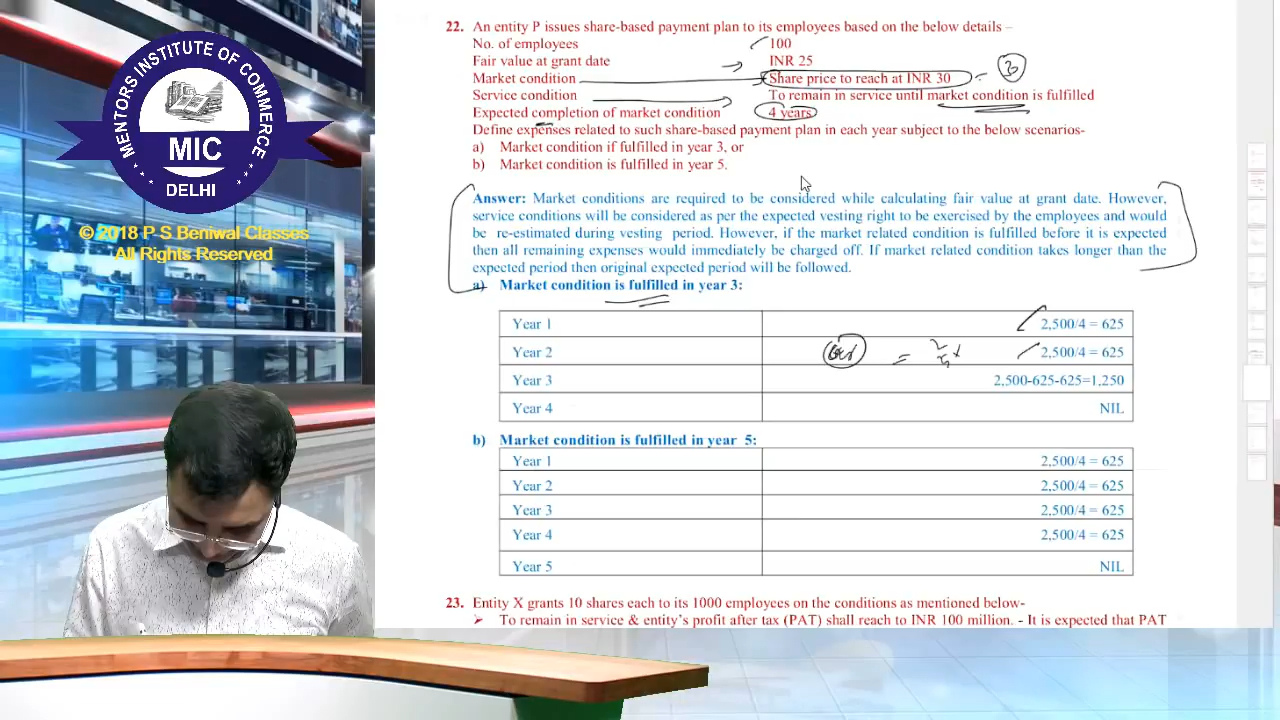 MENTORS INSTITUTE OF COMMERCE
MIC
DELHI
© 2018 P S Beniwal Classes
All Rights Reserved
22. An entity P issues share-based payment plan to its employees based on the below details –
No. of employees 100
Fair value at grant date INR 25
Market condition Share price to reach at INR 30
3
Service condition To remain in service until market condition is fulfilled
Expected completion of market condition 4 years
Define expenses related to such share-based payment plan in each year subject to the below scenarios-
a) Market condition if fulfilled in year 3, or
b) Market condition is fulfilled in year 5.
Answer: Market conditions are required to be considered while calculating fair value at grant date. However,
service conditions will be considered as per the expected vesting right to be exercised by the employees and would
be re-estimated during vesting period. However, if the market related condition is fulfilled before it is expected
then all remaining expenses would immediately be charged off. If market related condition takes longer than the
expected period then original expected period will be followed.
a) Market condition is fulfilled in year 3:
Year 1 2,500/4 = 625
Year 2 2,500/4 = 625
Year 3 2,500-625-625=1,250
Year 4 NIL
b) Market condition is fulfilled in year 5:
Year 1 2,500/4 = 625
Year 2 2,500/4 = 625
Year 3 2,500/4 = 625
Year 4 2,500/4 = 625
Year 5 NIL
23. Entity X grants 10 shares each to its 1000 employees on the conditions as mentioned below-
➤ To remain in service & entity's profit after tax (PAT) shall reach to INR 100 million. - It is expected that PAT